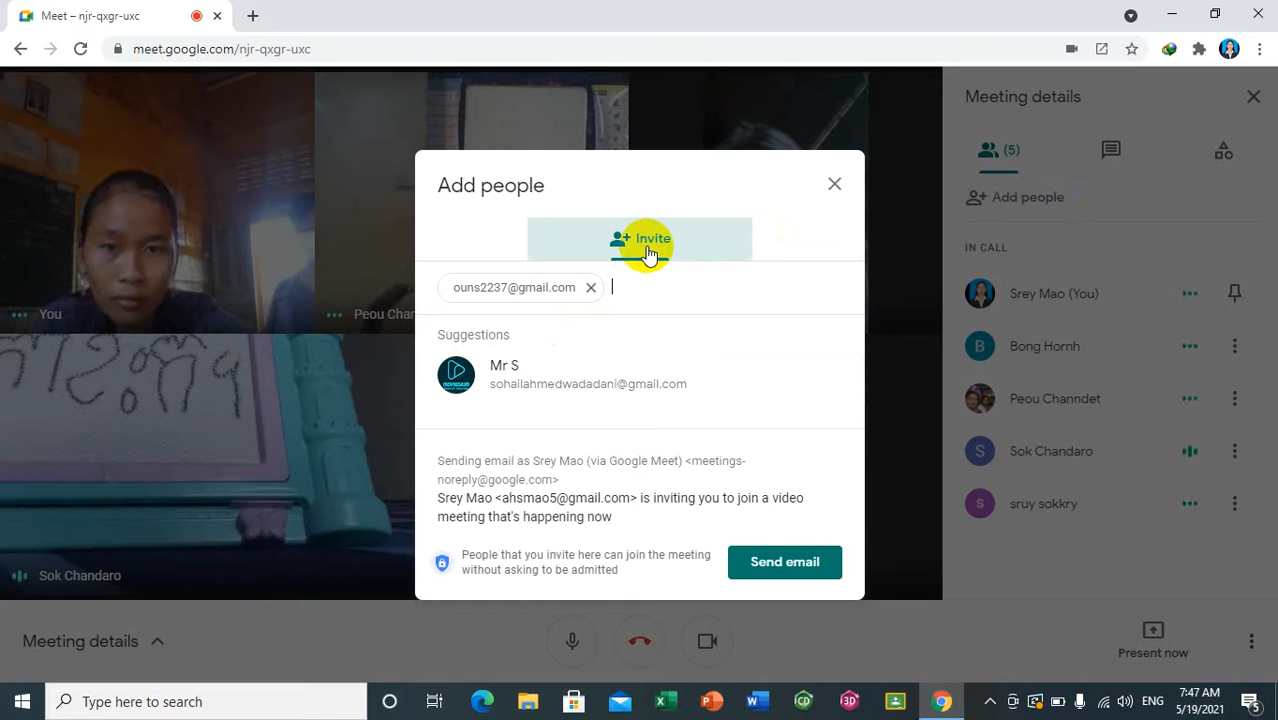 Meet – njr-qxgr-uxc
meet.google.com/njr-qxgr-uxc
Meeting details
(5)
Add people
IN CALL
Srey Mao (You)
Bong Hornh
Peou Channdet
Sok Chandaro
sruy sokkry
You
Peou Char
Sok Chandaro
Add people
Invite
ouns2237@gmail.com
Suggestions
Mr S
sohailahmedwadadani@gmail.com
Sending email as Srey Mao (via Google Meet) <meetings-
noreply@google.com>
Srey Mao <ahsmao5@gmail.com> is inviting you to join a video
meeting that's happening now
People that you invite here can join the meeting
without asking to be admitted
Send email
Meeting details
Present now
Type here to search
ENG
7:47 AM
5/19/2021
5